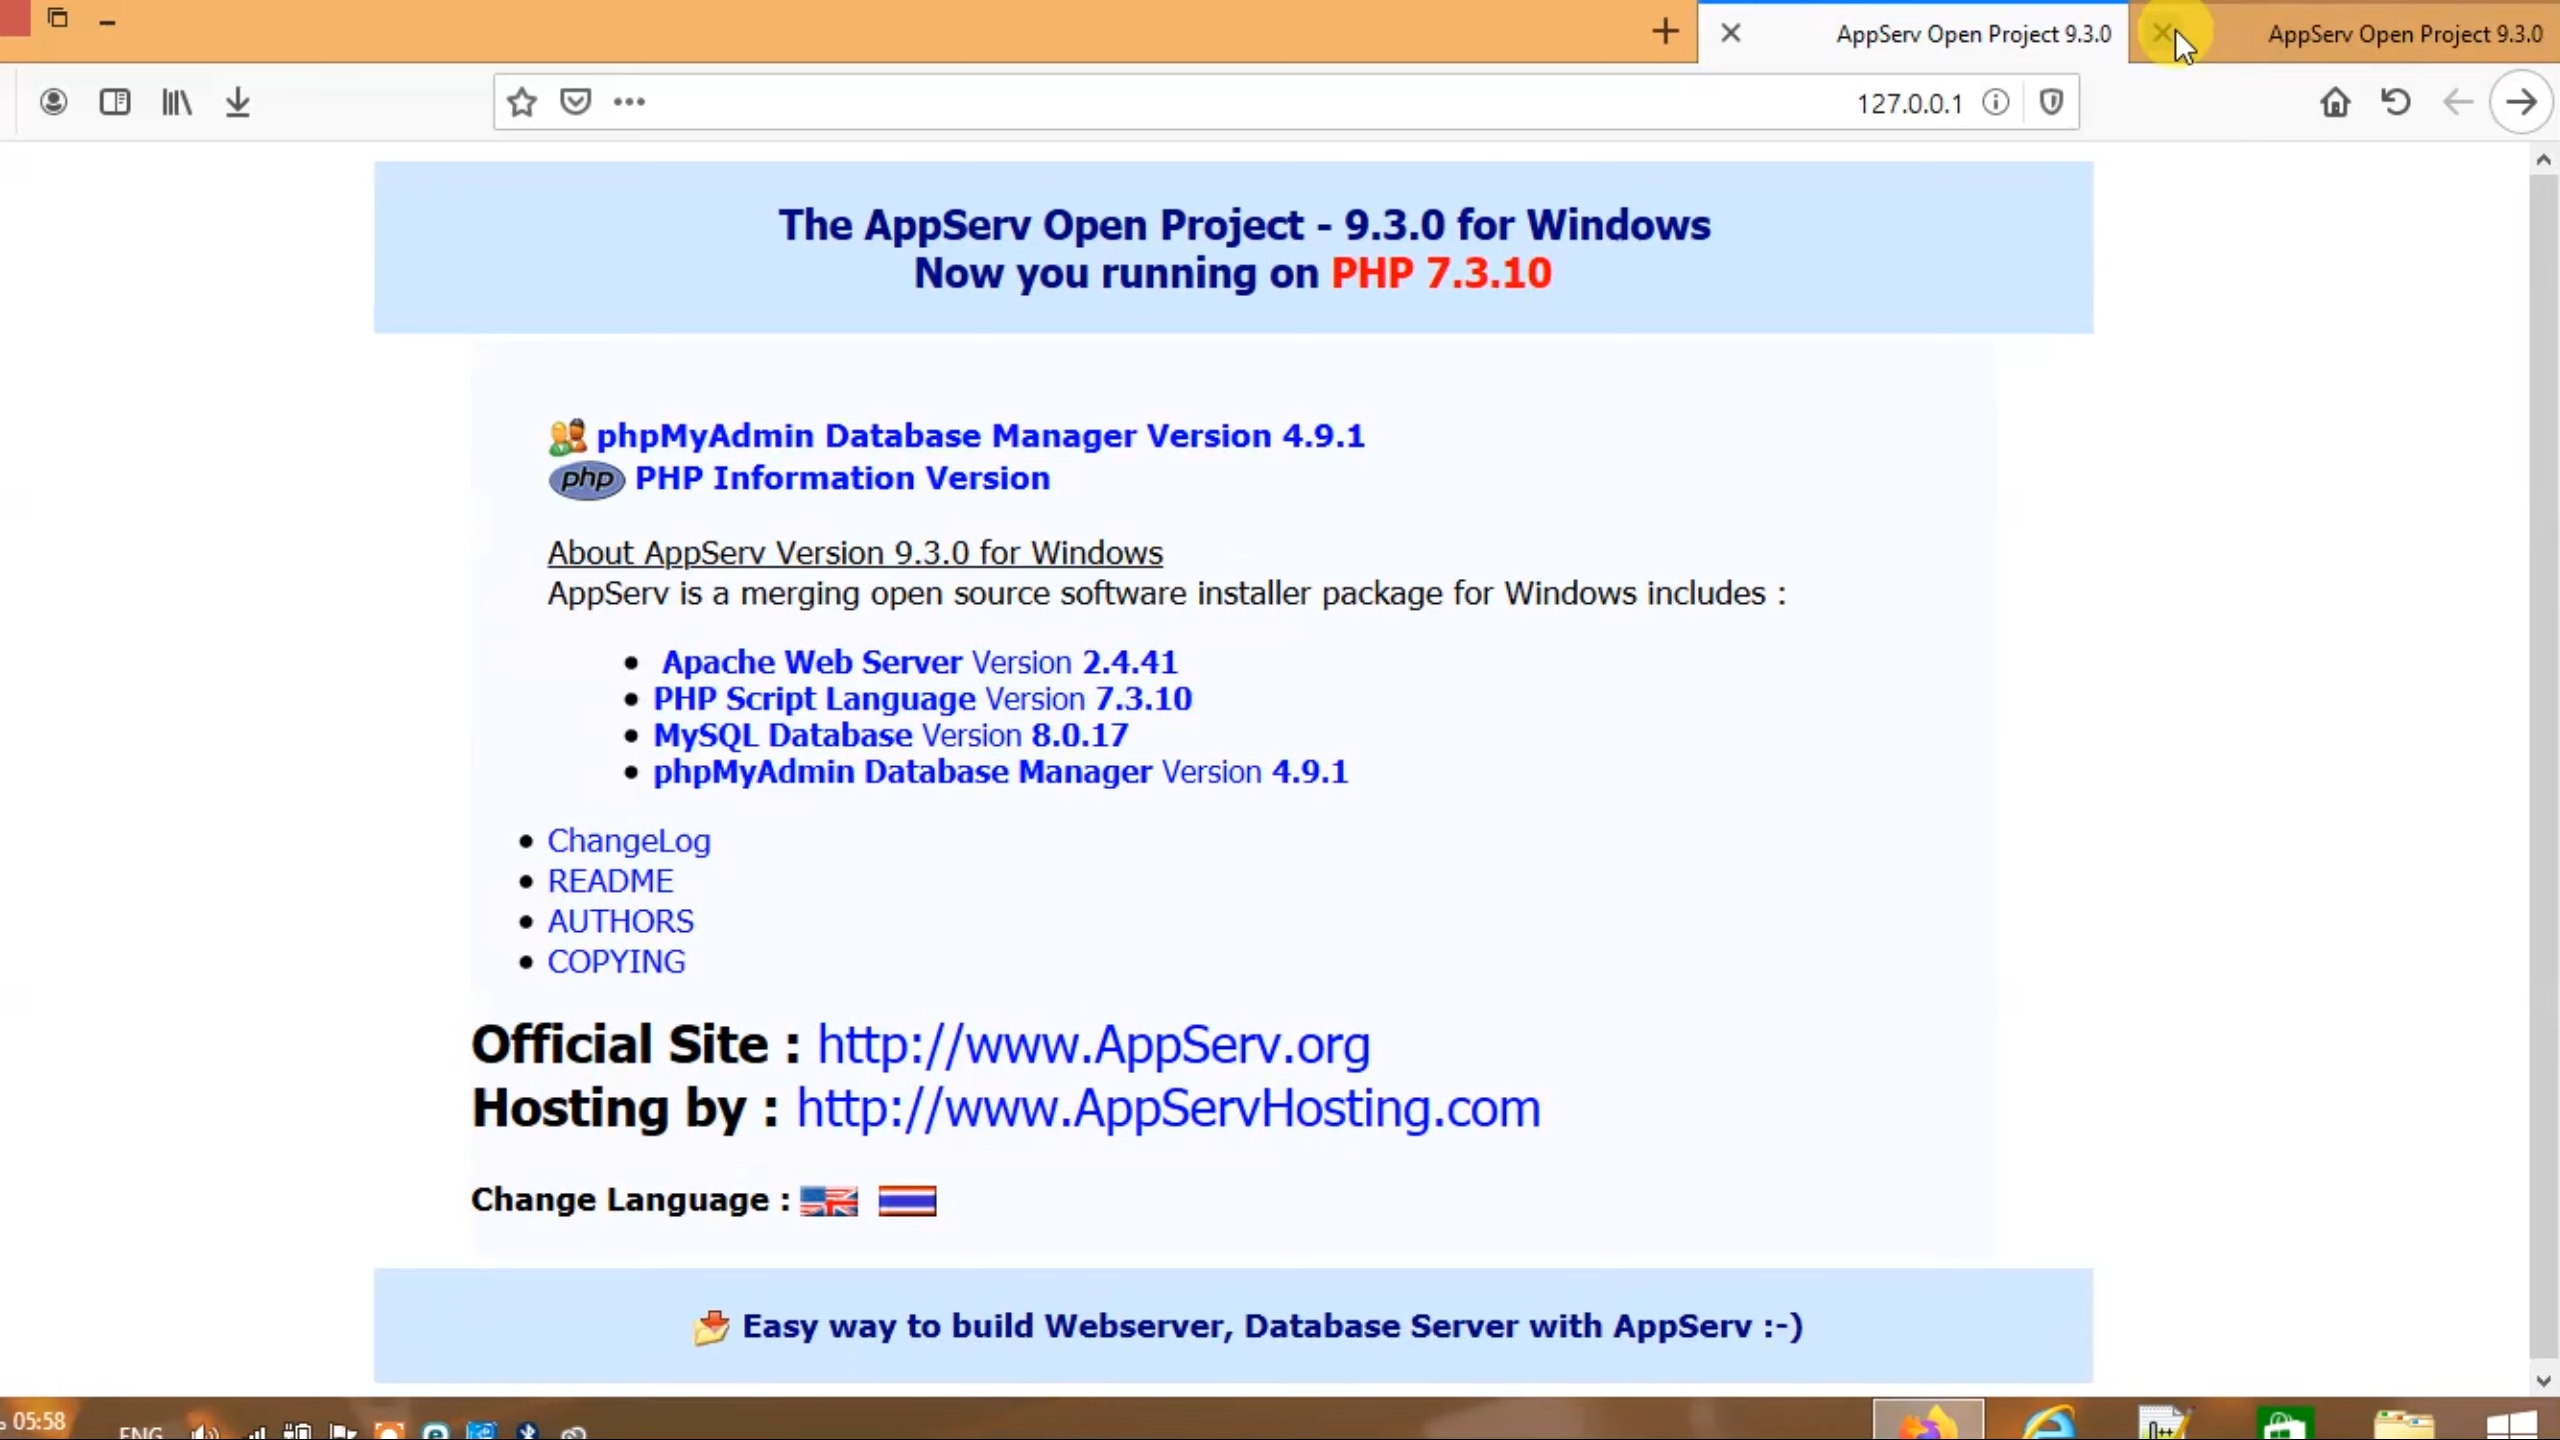 AppServ Open Project 9.3.0
AppServ Open Project 9.3.0
127.0.0.1
The AppServ Open Project - 9.3.0 for Windows
Now you running on PHP 7.3.10
phpMyAdmin Database Manager Version 4.9.1
php PHP Information Version
About AppServ Version 9.3.0 for Windows
AppServ is a merging open source software installer package for Windows includes :
Apache Web Server Version 2.4.41
PHP Script Language Version 7.3.10
MySQL Database Version 8.0.17
phpMyAdmin Database Manager Version 4.9.1
ChangeLog
README
AUTHORS
COPYING
Official Site : http://www.AppServ.org
Hosting by : http://www.AppServHosting.com
Change Language :
Easy way to build Webserver, Database Server with AppServ :-)
05:58
ENG